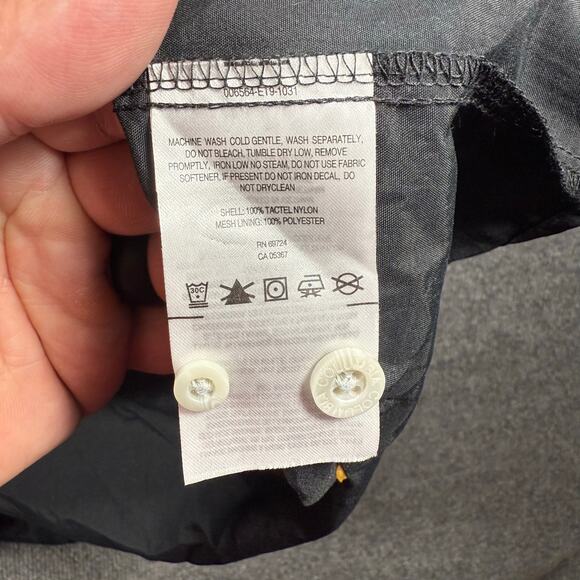 006564-ET9-1031
MACHINE WASH COLD GENTLE, WASH SEPARATELY,
DO NOT BLEACH, TUMBLE DRY LOW, REMOVE
PROMPTLY, IRON LOW NO STEAM, DO NOT USE FABRIC
SOFTENER, IF PRESENT DO NOT IRON DECAL, DO
NOT DRYCLEAN
SHELL: 100% TACTEL NYLON
MESH LINING: 100% POLYESTER
RN 69724
CA 05367
30C